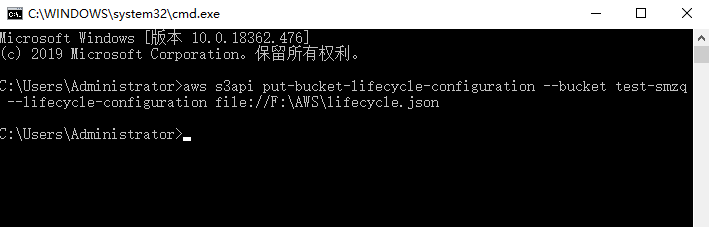 C:\WINDOWS\system32\cmd.exe
Microsoft Windows [版本 10.0.18362.476]
(c) 2019 Microsoft Corporation。保留所有权利。
C:\Users\Administrator>aws s3api put-bucket-lifecycle-configuration --bucket test-smzq
--lifecycle-configuration file://F:\AWS\lifecycle.json
C:\Users\Administrator>